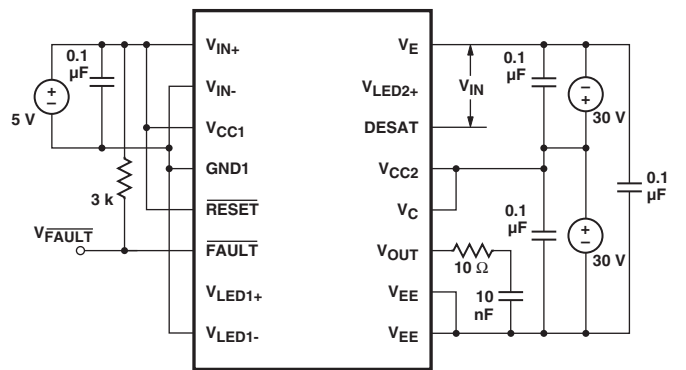 0.1
µF
5 V
+
-
3 k
V_FAULT
V_IN+
V_IN-
V_CC1
GND1
RESET
FAULT
V_LED1+
V_LED1-
V_E
V_LED2+
DESAT
V_CC2
V_C
V_OUT
V_EE
V_EE
V_IN
0.1
µF
-
+
30 V
0.1
µF
0.1
µF
+
-
30 V
10 Ω
10
nF